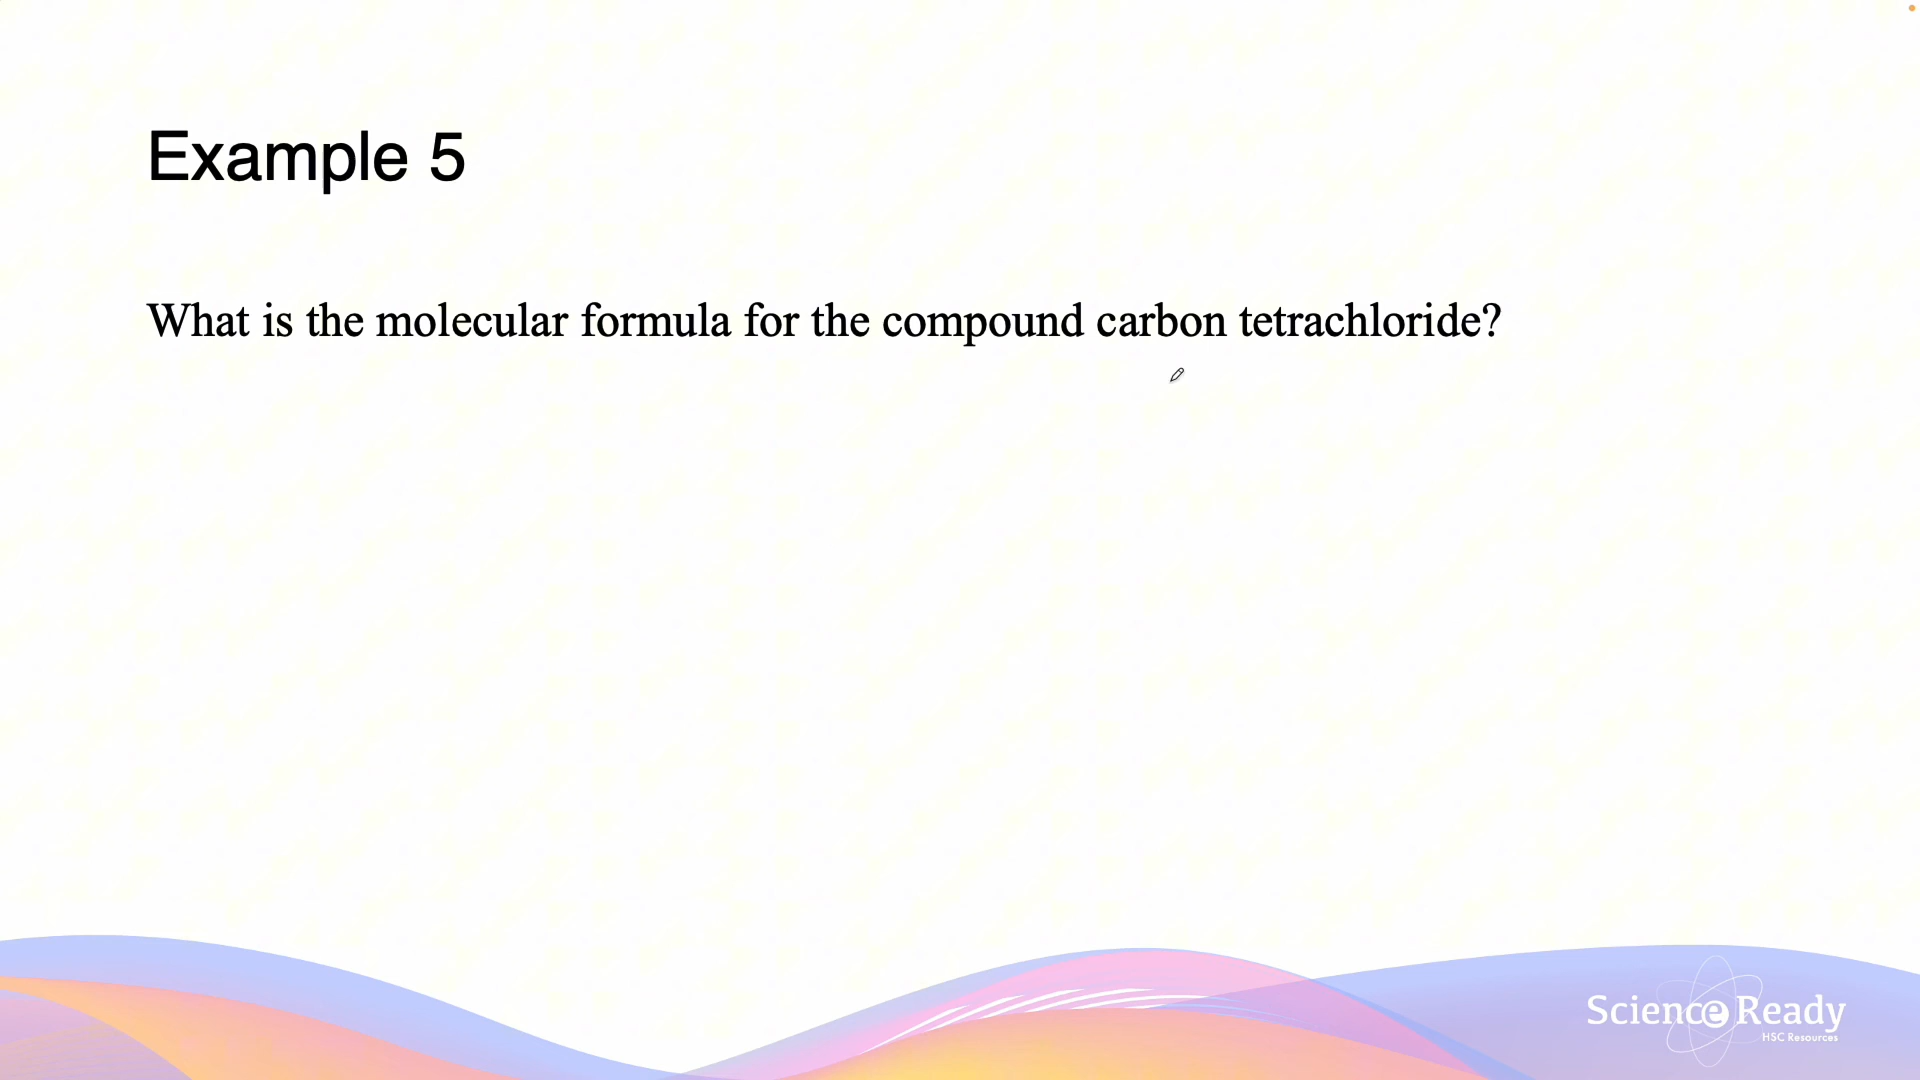 Example 5
What is the molecular formula for the compound carbon tetrachloride?
Science Ready
HSC Resources